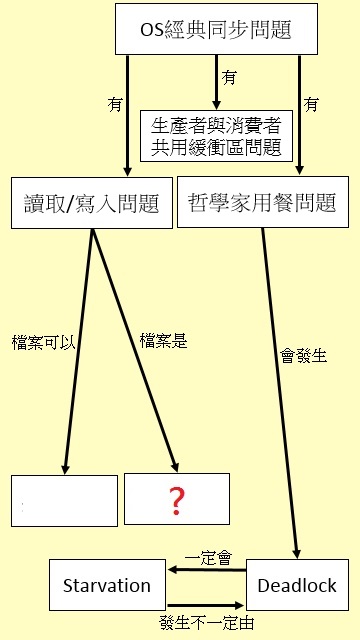 OS經典同步問題
有
有
有
生產者與消費者
共用緩衝區問題
讀取/寫入問題
哲學家用餐問題
檔案可以
檔案是
會發生
?
一定會
Starvation
Deadlock
發生不一定由